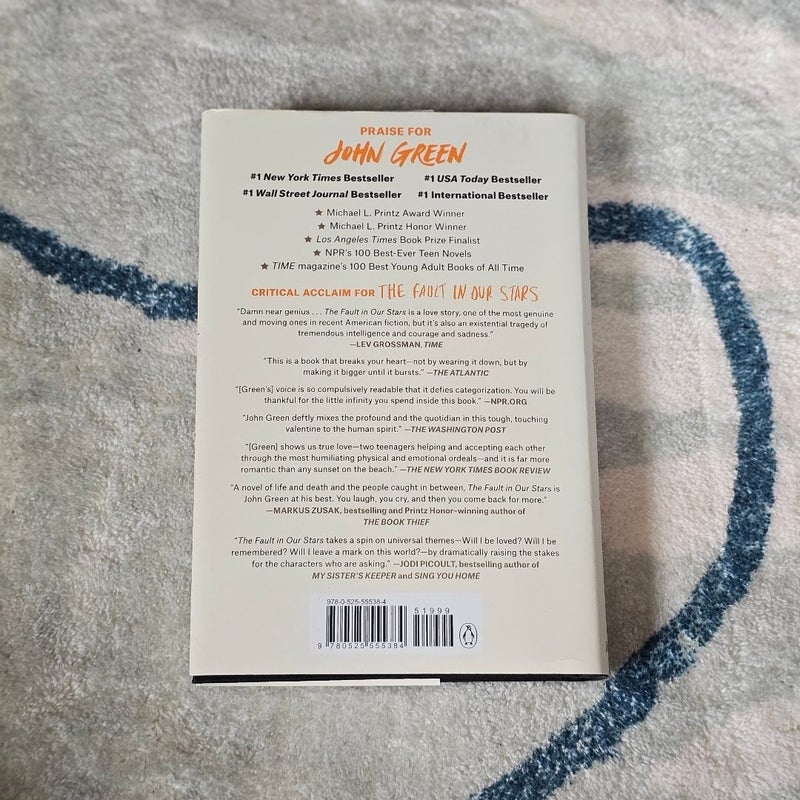 PRAISE FOR
JOHN GREEN
#1 New York Times Bestseller #1 USA Today Bestseller
#1 Wall Street Journal Bestseller #1 International Bestseller
★ Michael L. Printz Award Winner
★ Michael L. Printz Honor Winner
★ Los Angeles Times Book Prize Finalist
★ NPR's 100 Best-Ever Teen Novels
★ TIME magazine's 100 Best Young Adult Books of All Time
CRITICAL ACCLAIM FOR THE FAULT IN OUR STARS
"Damn near genius . . . The Fault in Our Stars is a love story, one of the most genuine
and moving ones in recent American fiction, but it's also an existential tragedy of
tremendous intelligence and courage and sadness."
—LEV GROSSMAN, TIME
"This is a book that breaks your heart—not by wearing it down, but by
making it bigger until it bursts." —THE ATLANTIC
"[Green's] voice is so compulsively readable that it defies categorization. You will be
thankful for the little infinity you spend inside this book." —NPR.ORG
"John Green deftly mixes the profound and the quotidian in this tough, touching
valentine to the human spirit." —THE WASHINGTON POST
"[Green] shows us true love—two teenagers helping and accepting each other
through the most humiliating physical and emotional ordeals—and it is far more
romantic than any sunset on the beach." —THE NEW YORK TIMES BOOK REVIEW
"A novel of life and death and the people caught in between, The Fault in Our Stars is
John Green at his best. You laugh, you cry, and then you come back for more."
—MARKUS ZUSAK, bestselling and Printz Honor-winning author of
THE BOOK THIEF
"The Fault in Our Stars takes a spin on universal themes—Will I be loved? Will I be
remembered? Will I leave a mark on this world?—by dramatically raising the stakes
for the characters who are asking." —JODI PICOULT, bestselling author of
MY SISTER'S KEEPER and SING YOU HOME
978-0-525-55538-4
51999
9 780525 555384